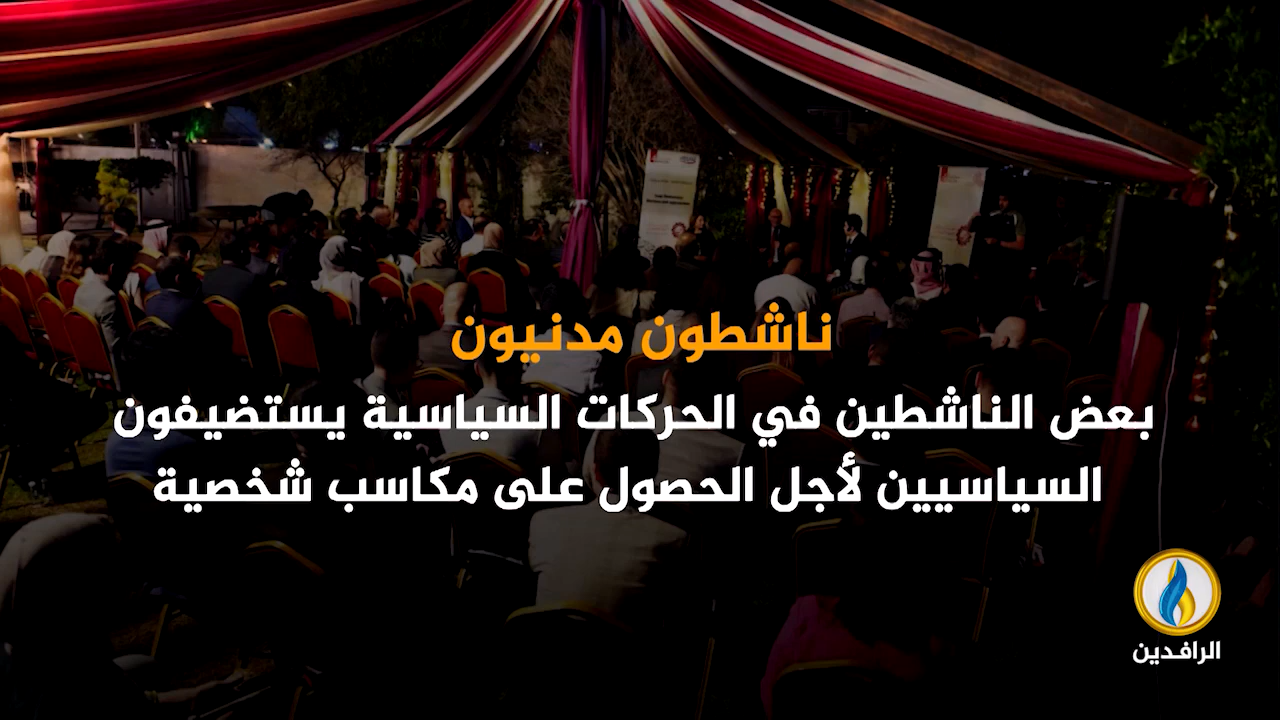 ناشطون مدنيون
بعض الناشطين في الحركات السياسية يستضيفون
السياسيين لأجل الحصول على مكاسب شخصية
الرافدين